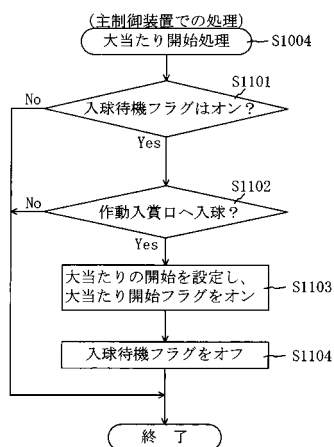 (主制御装置での処理)
大当たり開始処理
S1004
S1101
No
入球待機フラグはオン?
Yes
S1102
No
作動入賞口へ入球?
Yes
大当たりの開始を設定し、
大当たり開始フラグをオン
S1103
入球待機フラグをオフ
S1104
終 了